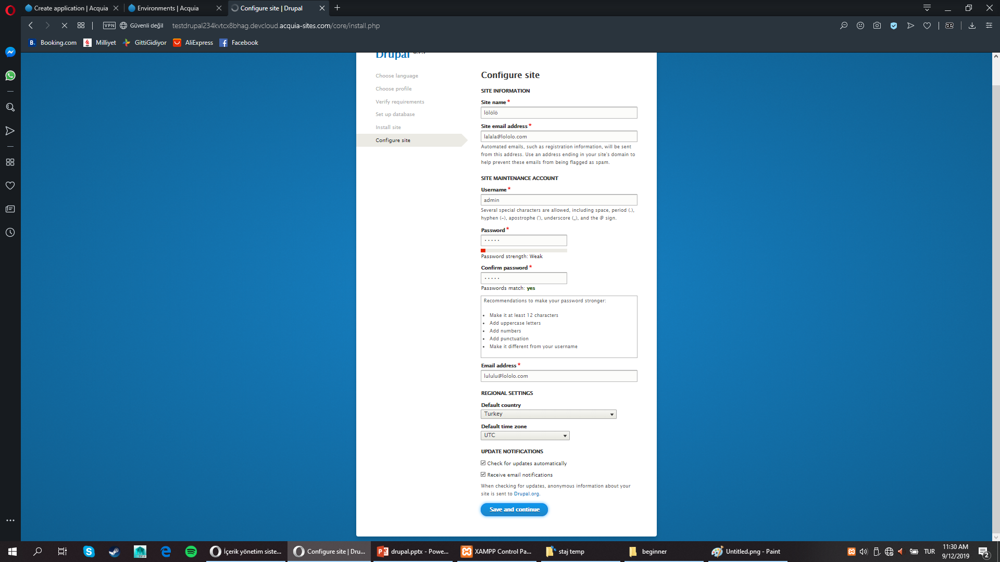 Create application | Acquia
Environments | Acquia
Configure site | Drupal
VPN
Güvenli değil
testdrupal234kvtcx8bhag.devcloud.acquia-sites.com/core/install.php
B. Booking.com
Milliyet
GittiGidiyor
AliExpress
Facebook
Drupal 8.7.7
Choose language
Choose profile
Verify requirements
Set up database
Install site
Configure site
Configure site
SITE INFORMATION
Site name *
lölölö
Site email address *
lalala@lololo.com
Automated emails, such as registration information, will be sent
from this address. Use an address ending in your site's domain to
help prevent these emails from being flagged as spam.
SITE MAINTENANCE ACCOUNT
Username *
admin
Several special characters are allowed, including space, period (.),
hyphen (-), apostrophe ('), underscore (_), and the @ sign.
Password *
·····
Password strength: Weak
Confirm password *
·····
Passwords match: yes
Recommendations to make your password stronger:
• Make it at least 12 characters
• Add uppercase letters
• Add numbers
• Add punctuation
• Make it different from your username
Email address *
lululu@lololo.com
REGIONAL SETTINGS
Default country
Turkey
Default time zone
UTC
UPDATE NOTIFICATIONS
Check for updates automatically
Receive email notifications
When checking for updates, anonymous information about your
site is sent to Drupal.org.
Save and continue
İçerik yönetim siste...
Configure site | Dru...
drupal.pptx - Powe...
XAMPP Control Pa...
staj temp
beginner
Untitled.png - Paint
TUR
11:30 AM
9/12/2019
2